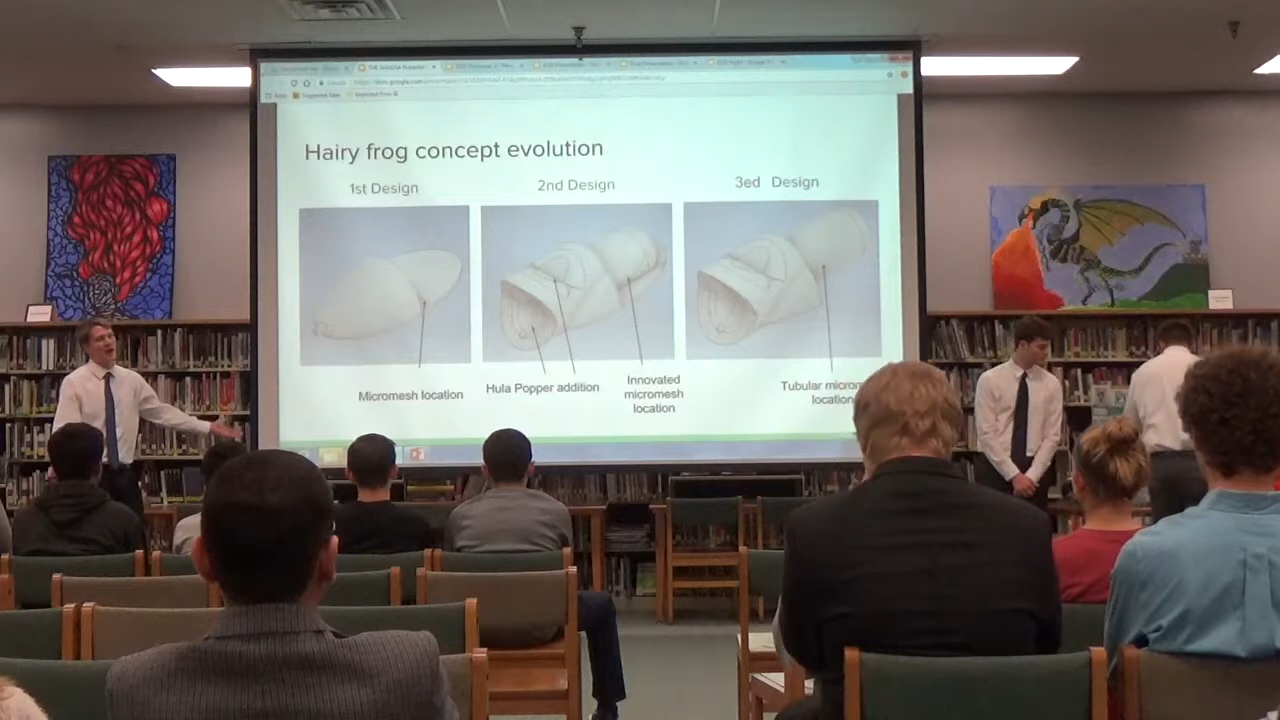 Hairy frog concept evolution
1st Design
2nd Design
3ed Design
Micromesh location
Hula Popper addition
Innovated
micromesh
location
Tubular
location